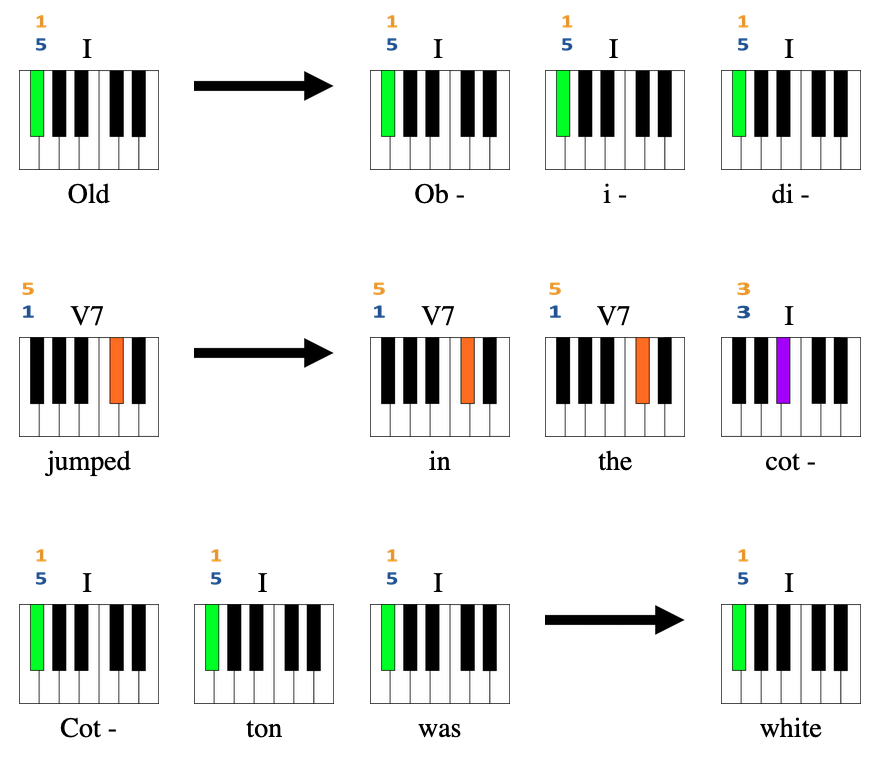 1 1 1 1
5 I 5 I 5 I 5 I
Old Ob - i - di -
5 5 5 3
1 V7 1 V7 1 V7 3 I
jumped in the cot -
1 1 1 1
5 I 5 I 5 I 5 I
Cot - ton was white